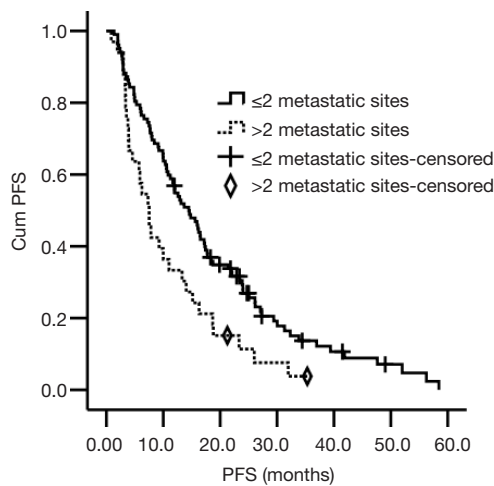 1.0
0.8
0.6
0.4
0.2
0.0
Cum PFS
≤2 metastatic sites
>2 metastatic sites
≤2 metastatic sites-censored
>2 metastatic sites-censored
0.00 10.0 20.0 30.0 40.0 50.0 60.0
PFS (months)